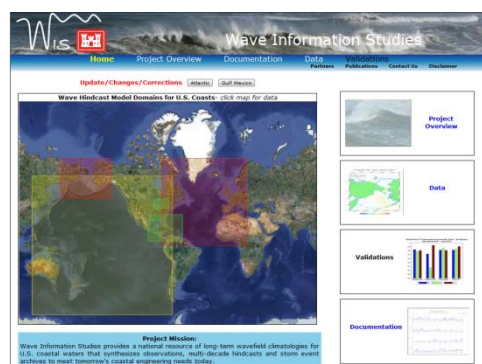 WIS
Wave Information Studies
Home Project Overview Documentation Data Validations
Partners Publications Contact Us Disclaimer
Update/Changes/Corrections Atlantic Gulf Mexico
Wave Hindcast Model Domains for U.S. Coasts- click map for data
Project
Overview
Data
Validations
Documentation
Project Mission:
Wave Information Studies provides a national resource of long-term wavefield climatologies for
U.S. coastal waters that synthesizes observations, multi-decade hindcasts and storm event
archives to meet tomorrow's coastal engineering needs today.